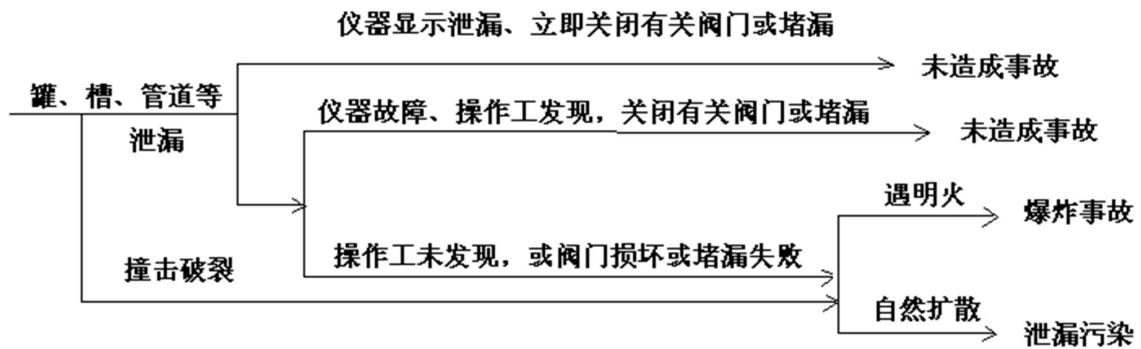 仪器显示泄漏、立即关闭有关阀门或堵漏
未造成事故
罐、槽、管道等
泄漏
仪器故障、操作工发现，关闭有关阀门或堵漏
未造成事故
遇明火
爆炸事故
操作工未发现，或阀门损坏或堵漏失败
撞击破裂
自然扩散
泄漏污染